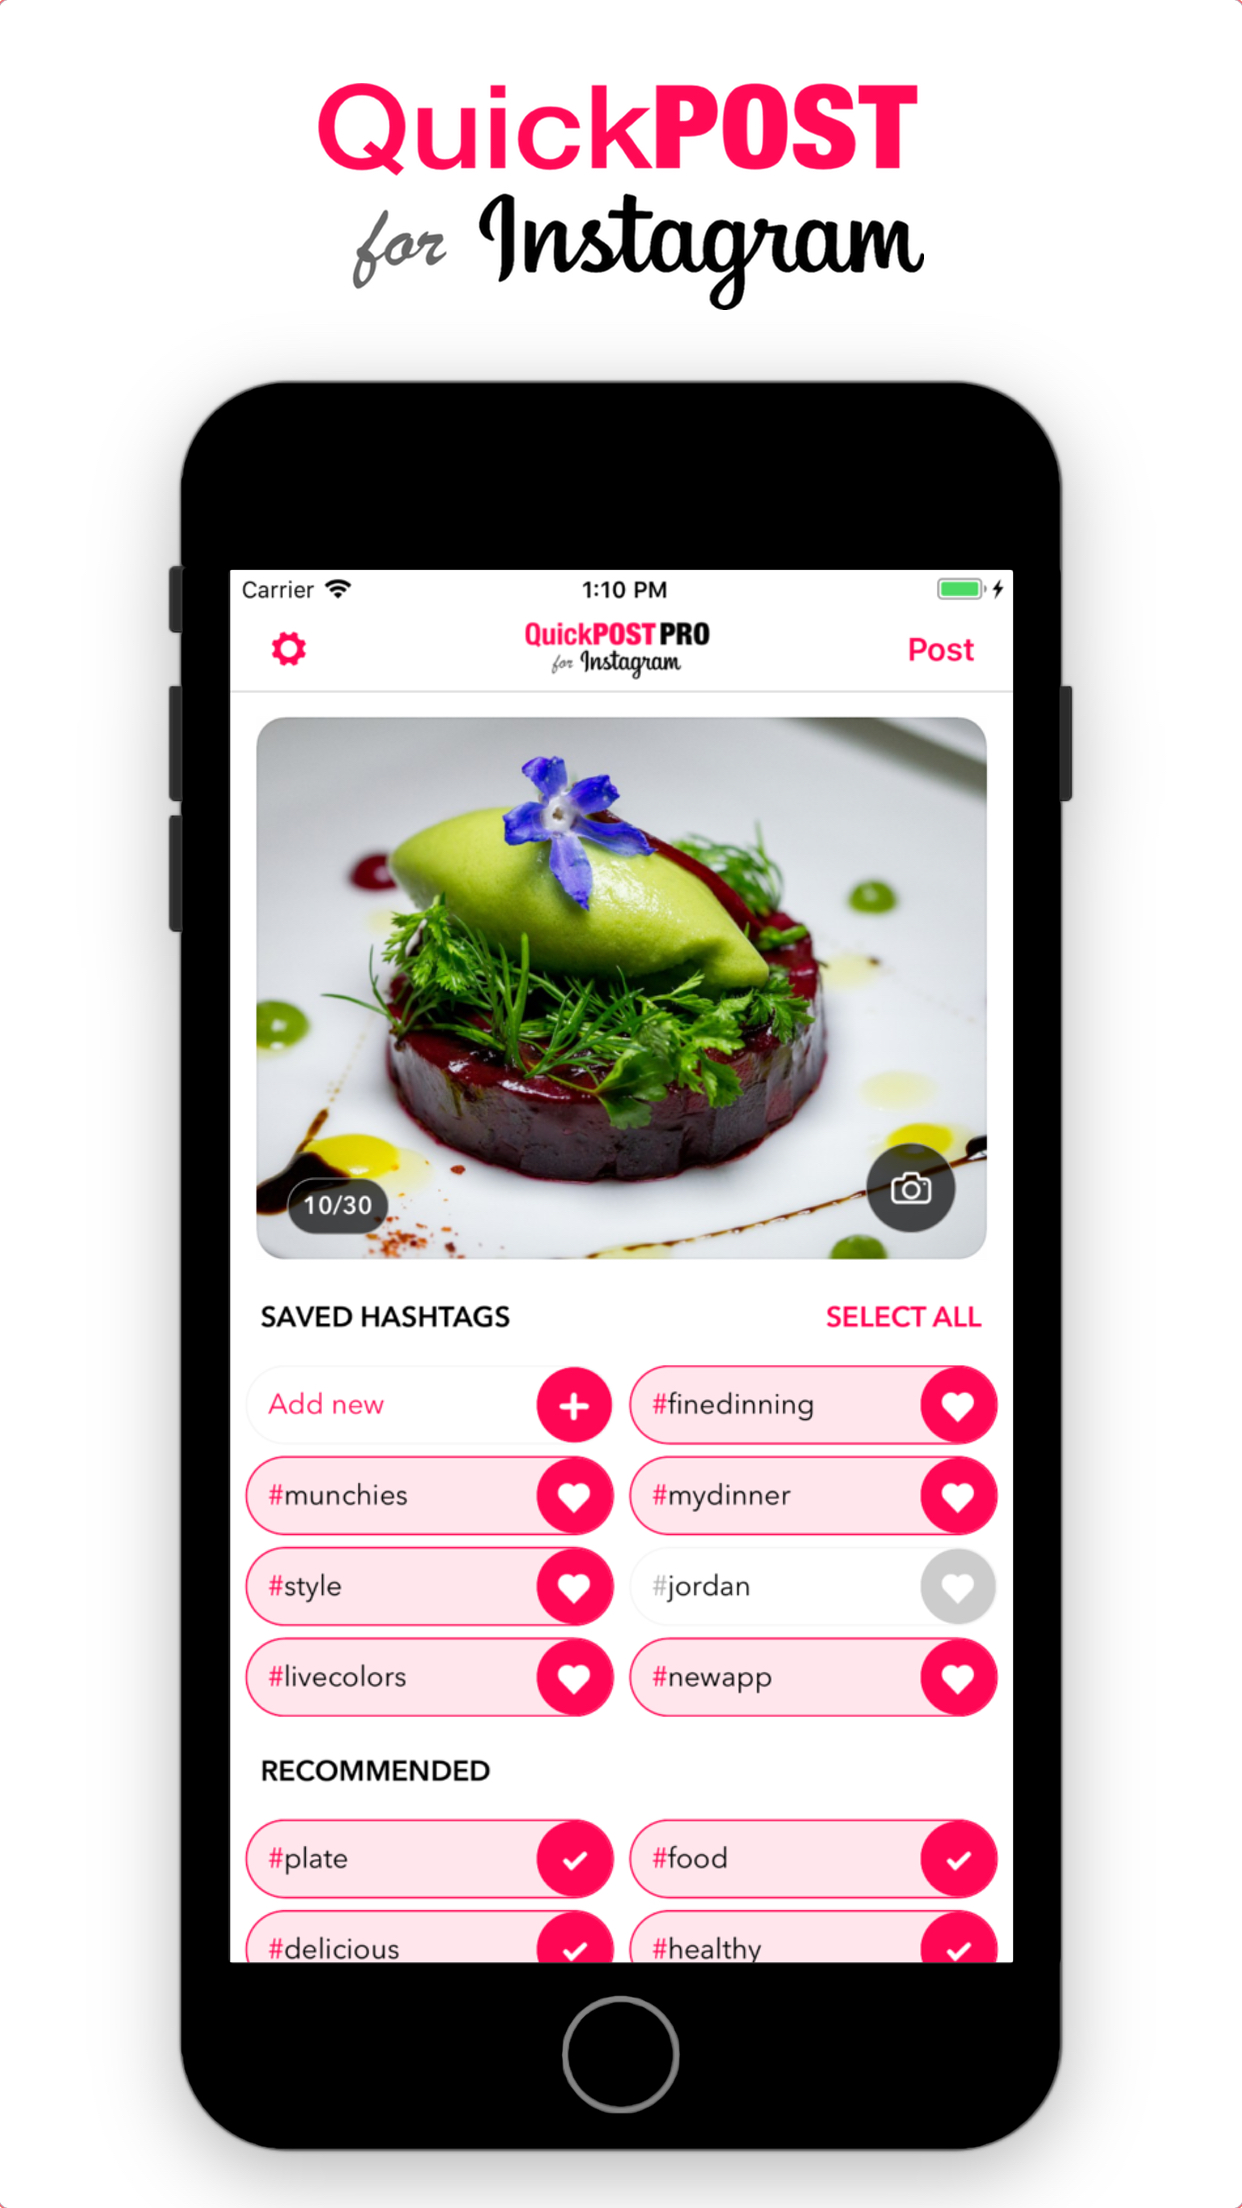 QuickPOST
for Instagram
Carrier 1:10 PM
QuickPOST PRO
for Instagram
Post
10/30
SAVED HASHTAGS SELECT ALL
Add new #finedinning
#munchies #mydinner
#style #jordan
#livecolors #newapp
RECOMMENDED
#plate #food
#delicious #healthy